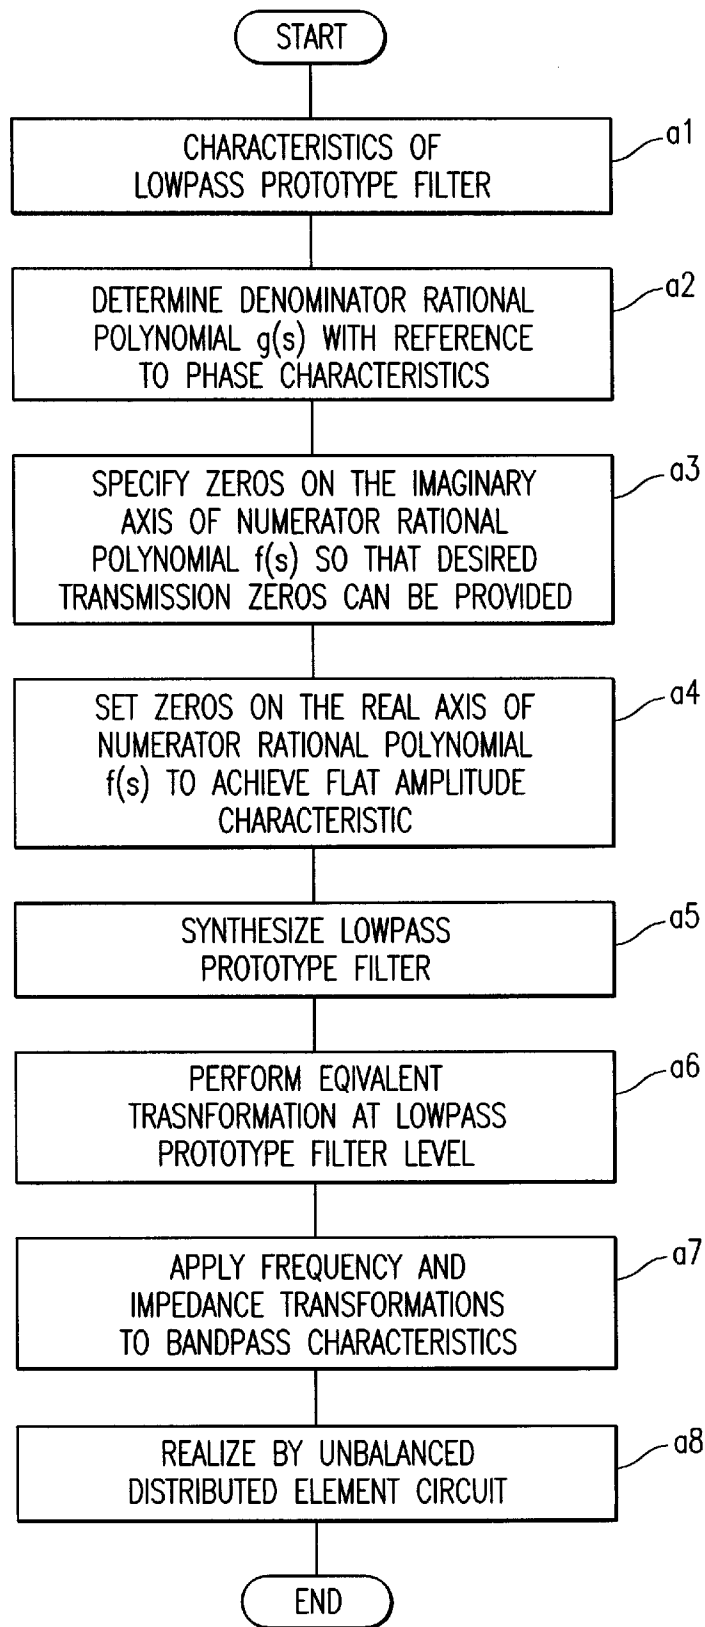 START
CHARACTERISTICS OF
LOWPASS PROTOTYPE FILTER
a1
DETERMINE DENOMINATOR RATIONAL
POLYNOMIAL g(s) WITH REFERENCE
TO PHASE CHARACTERISTICS
a2
SPECIFY ZEROS ON THE IMAGINARY
AXIS OF NUMERATOR RATIONAL
POLYNOMIAL f(s) SO THAT DESIRED
TRANSMISSION ZEROS CAN BE PROVIDED
a3
SET ZEROS ON THE REAL AXIS OF
NUMERATOR RATIONAL POLYNOMIAL
f(s) TO ACHIEVE FLAT AMPLITUDE
CHARACTERISTIC
a4
SYNTHESIZE LOWPASS
PROTOTYPE FILTER
a5
PERFORM EQIVALENT
TRASNFORMATION AT LOWPASS
PROTOTYPE FILTER LEVEL
a6
APPLY FREQUENCY AND
IMPEDANCE TRANSFORMATIONS
TO BANDPASS CHARACTERISTICS
a7
REALIZE BY UNBALANCED
DISTRIBUTED ELEMENT CIRCUIT
a8
END